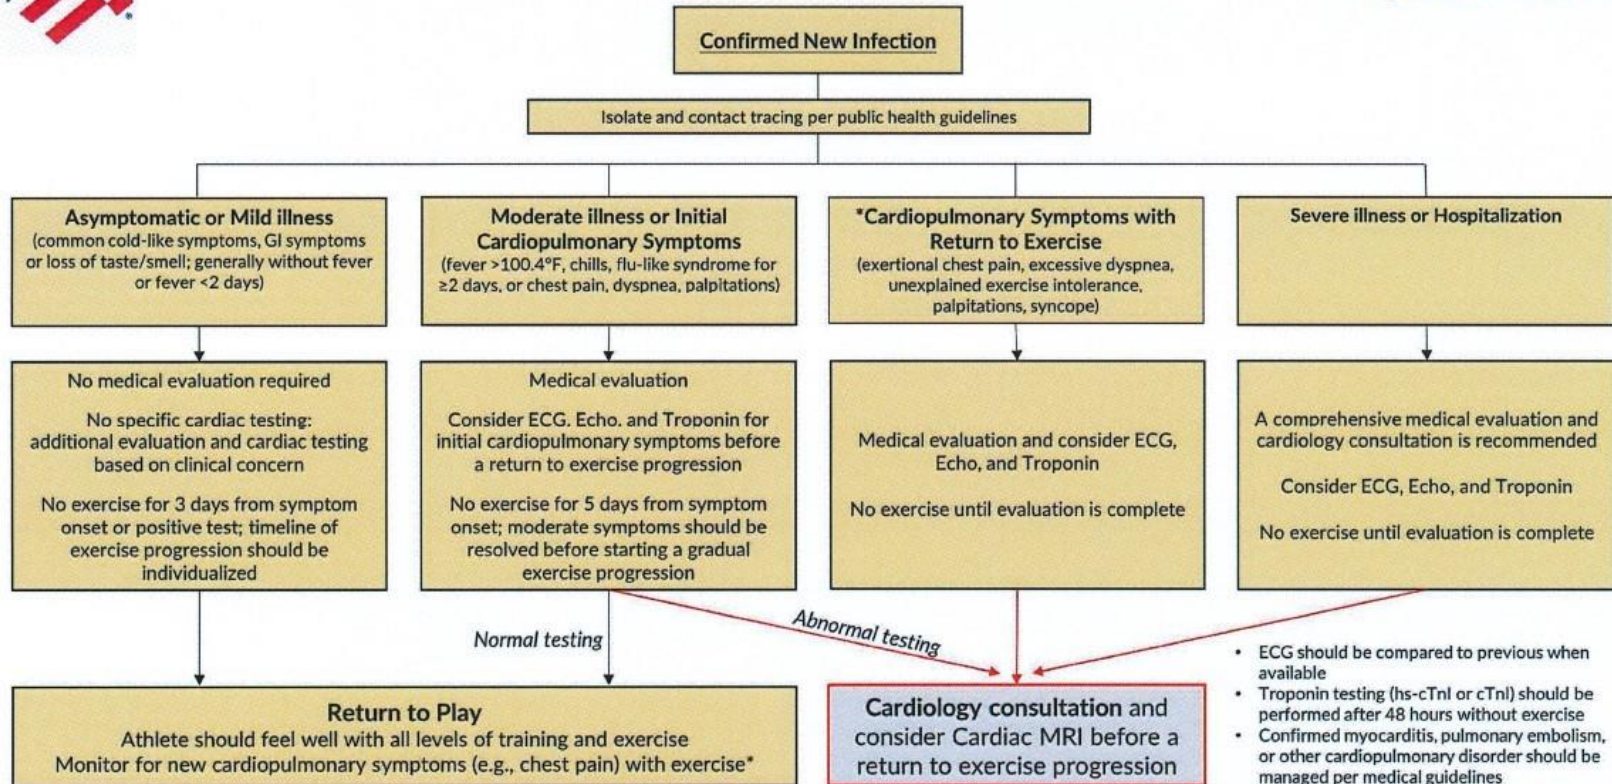 Confirmed New Infection
Isolate and contact tracing per public health guidelines
Asymptomatic or Mild illness
(common cold-like symptoms, GI symptoms
or loss of taste/smell; generally without fever
or fever <2 days)
Moderate illness or Initial
Cardiopulmonary Symptoms
(fever >100.4°F, chills, flu-like syndrome for
≥2 days, or chest pain, dyspnea, palpitations)
*Cardiopulmonary Symptoms with
Return to Exercise
(exertional chest pain, excessive dyspnea,
unexplained exercise intolerance,
palpitations, syncope)
Severe illness or Hospitalization
No medical evaluation required
No specific cardiac testing:
additional evaluation and cardiac testing
based on clinical concern
No exercise for 3 days from symptom
onset or positive test; timeline of
exercise progression should be
individualized
Medical evaluation
Consider ECG, Echo, and Troponin for
initial cardiopulmonary symptoms before
a return to exercise progression
No exercise for 5 days from symptom
onset; moderate symptoms should be
resolved before starting a gradual
exercise progression
Medical evaluation and consider ECG,
Echo, and Troponin
No exercise until evaluation is complete
A comprehensive medical evaluation and
cardiology consultation is recommended
Consider ECG, Echo, and Troponin
No exercise until evaluation is complete
Normal testing
Abnormal testing
Return to Play
Athlete should feel well with all levels of training and exercise
Monitor for new cardiopulmonary symptoms (e.g., chest pain) with exercise*
Cardiology consultation and
consider Cardiac MRI before a
return to exercise progression
• ECG should be compared to previous when
available
• Troponin testing (hs-cTnI or cTnI) should be
performed after 48 hours without exercise
• Confirmed myocarditis, pulmonary embolism,
or other cardiopulmonary disorder should be
managed per medical guidelines